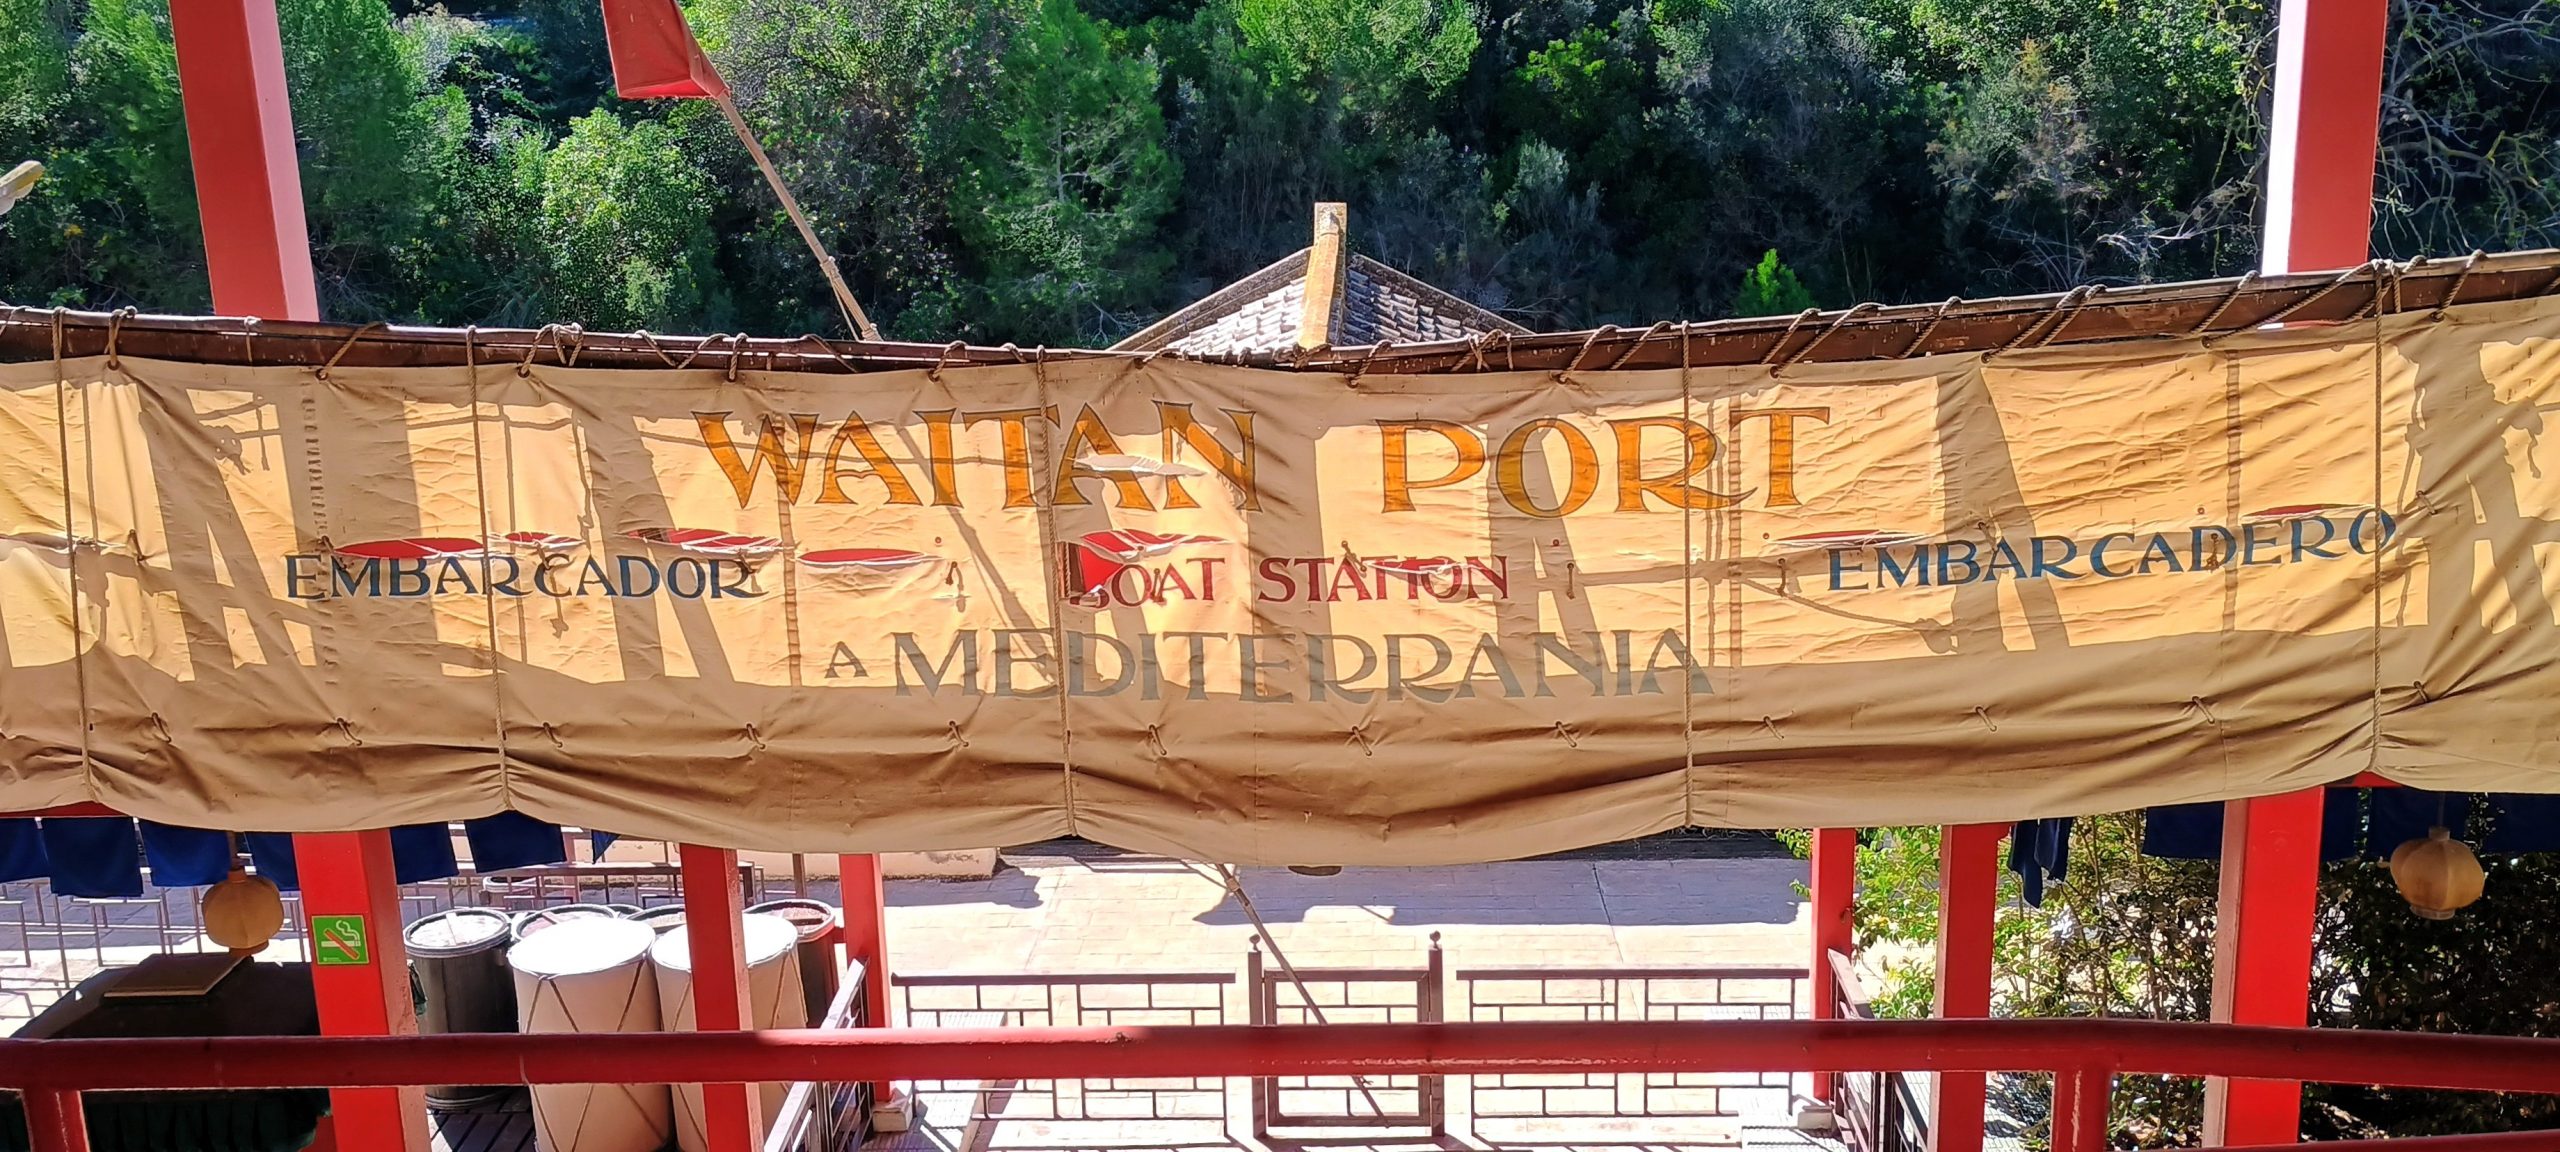 WAITAN PORT
EMBARCADOR BOAT STATION EMBARCADERO
A MEDITERRANIA